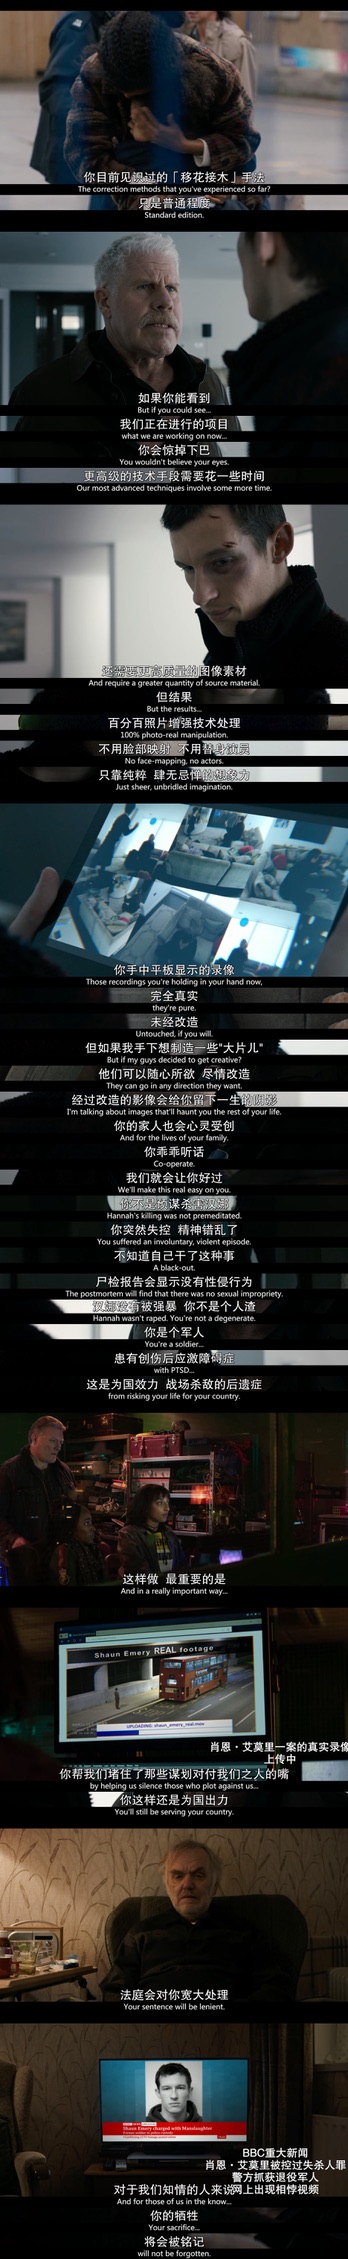 你目前见识过的「移花接木」手法
The correction methods that you've experienced so far?
只是普通程度
Standard edition.
如果你能看到
But if you could see...
我们正在进行的项目
what we are working on now...
你会惊掉下巴
You wouldn't believe your eyes.
更高级的技术手段需要花一些时间
Our most advanced techniques involve some more time.
还需要更高质量的图像素材
And require a greater quantity of source material.
但结果
But the results...
百分百照片增强技术处理
100% photo-real manipulation.
不用脸部映射 不用替身演员
No face-mapping, no actors.
只靠纯粹 肆无忌惮的想象力
Just sheer, unbridled imagination.
你手中平板显示的录像
Those recordings you're holding in your hand now,
完全真实
they're pure.
未经改造
Untouched, if you will.
但如果我手下想制造一些"大片儿"
But if my guys decided to get creative?
他们可以随心所欲 尽情改造
They can go in any direction they want.
经过改造的影像会给你留下一生的阴影
I'm talking about images that'll haunt you the rest of your life.
你的家人也会心灵受创
And for the lives of your family.
你乖乖听话
Co-operate.
我们就会让你好过
We'll make this real easy on you.
你不是预谋杀害汉娜
Hannah's killing was not premeditated.
你突然失控 精神错乱了
You suffered an involuntary, violent episode.
不知道自己干了这种事
A black-out.
尸检报告会显示没有性侵行为
The postmortem will find that there was no sexual impropriety.
汉娜没有被强暴 你不是个人渣
Hannah wasn't raped. You're not a degenerate.
你是个军人
You're a soldier...
患有创伤后应激障碍症
with PTSD...
这是为国效力 战场杀敌的后遗症
from risking your life for your country.
这样做 最重要的是
And in a really important way...
Shaun Emery REAL footage
UPLOADING: shaun_emery_real.mov
肖恩·艾莫里一案的真实录像
上传中
你帮我们堵住了那些谋划对付我们之人的嘴
by helping us silence those who plot against us...
你这样还是为国出力
You'll still be serving your country.
法庭会对你宽大处理
Your sentence will be lenient.
Shaun Emery charged with Manslaughter
BBC重大新闻
肖恩·艾莫里被控过失杀人罪
警方抓获退役军人
网上出现相悖视频
对于我们知情的人来说
And for those of us in the know...
你的牺牲
Your sacrifice...
将会被铭记
will not be forgotten.